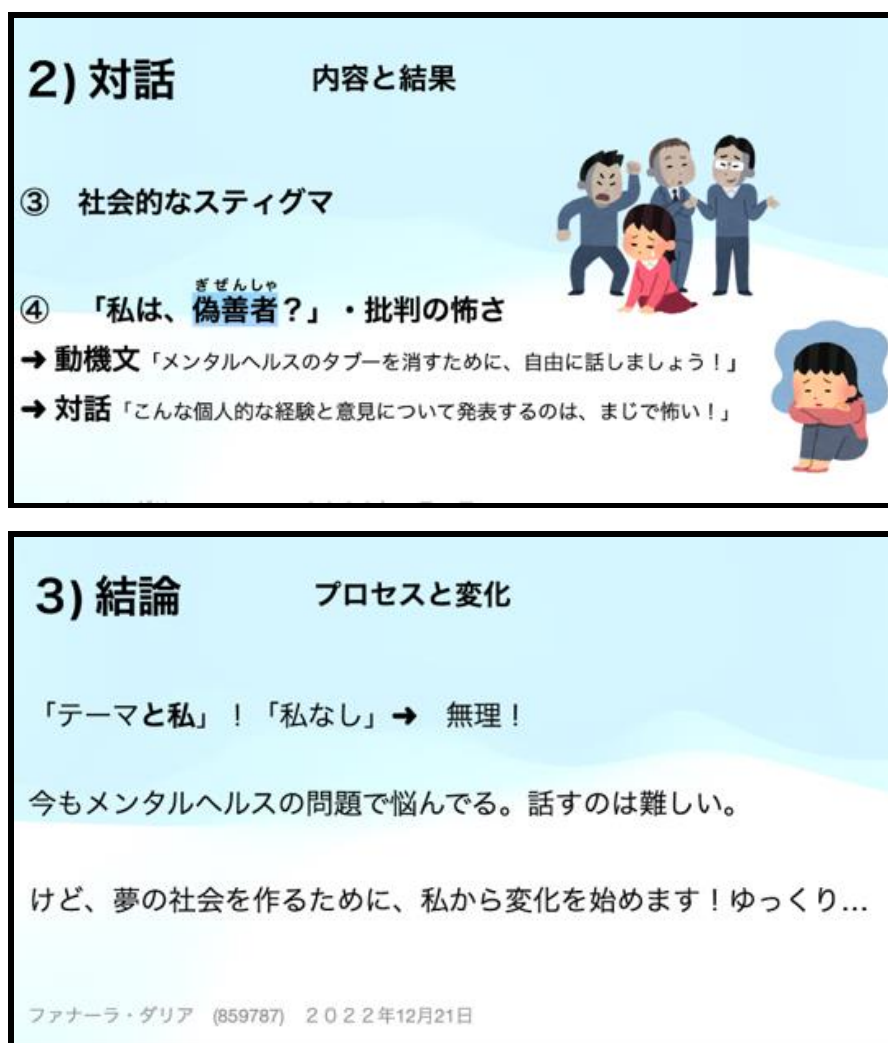 2) 対話 内容と結果
③ 社会的なスティグマ
ぎぜんしゃ
④ 「私は、偽善者?」・批判の怖さ
➜ 動機文「メンタルヘルスのタブーを消すために、自由に話しましょう!」
➜ 対話「こんな個人的な経験と意見について発表するのは、まじで怖い!」
3) 結論 プロセスと変化
「テーマと私」!「私なし」➜ 無理!
今もメンタルヘルスの問題で悩んでる。話すのは難しい。
けど、夢の社会を作るために、私から変化を始めます!ゆっくり…
ファナーラ・ダリア (859787) 2022年12月21日